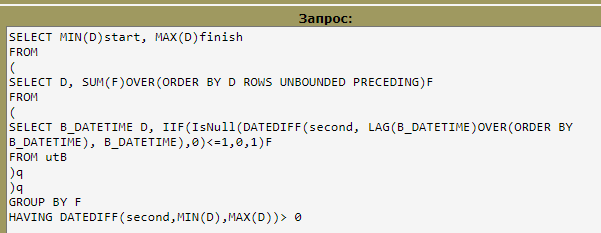 Запрос:
SELECT MIN(D)start, MAX(D)finish
FROM
(
SELECT D, SUM(F)OVER(ORDER BY D ROWS UNBOUNDED PRECEDING)F
FROM
(
SELECT B_DATETIME D, IIF(IsNull(DATEDIFF(second, LAG(B_DATETIME)OVER(ORDER BY
B_DATETIME), B_DATETIME),0)<=1,0,1)F
FROM utB
)q
)q
GROUP BY F
HAVING DATEDIFF(second,MIN(D),MAX(D))> 0